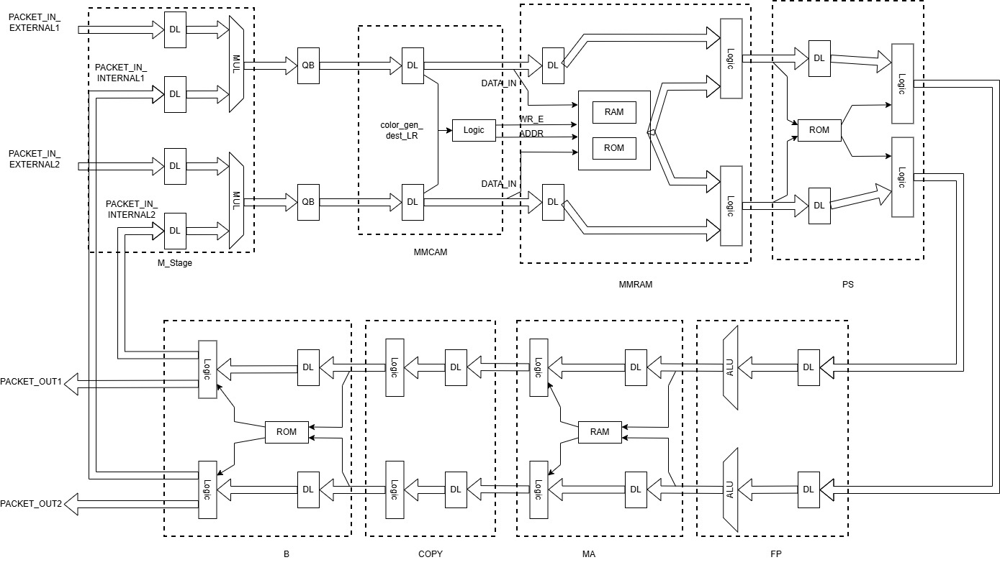 PACKET_IN_
EXTERNAL1
DL
MUL
PACKET_IN_
INTERNAL1
DL
QB
DL
DATA_IN
DL
Logic
DL
Logic
PACKET_IN_
EXTERNAL2
DL
MUL
PACKET_IN_
INTERNAL2
DL
QB
color_gen_
dest_LR
Logic
WR_E
ADDR
RAM
ROM
DL
DATA_IN
DL
Logic
ROM
DL
Logic
M_Stage
MMCAM
MMRAM
PS
PACKET_OUT1
Logic
DL
Logic
DL
Logic
DL
ALU
DL
ROM
RAM
PACKET_OUT2
Logic
DL
Logic
DL
Logic
DL
ALU
DL
B
COPY
MA
FP